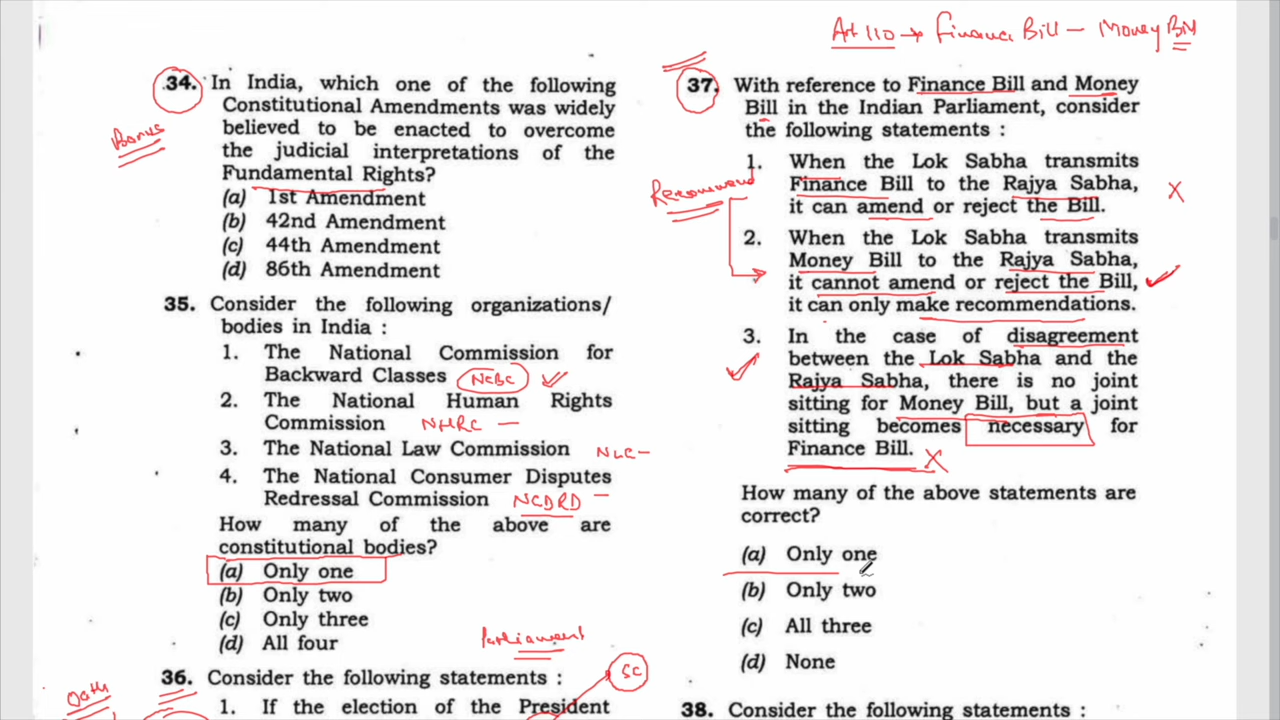 Art 110 → Finance Bill – Money Bill
34. In India, which one of the following
Constitutional Amendments was widely
believed to be enacted to overcome
the judicial interpretations of the
Fundamental Rights?
Bonus
(a) 1st Amendment
(b) 42nd Amendment
(c) 44th Amendment
(d) 86th Amendment
35. Consider the following organizations/
bodies in India :
1. The National Commission for
Backward Classes NCBC ✓
2. The National Human Rights
Commission NHRC –
3. The National Law Commission NLC –
4. The National Consumer Disputes
Redressal Commission NCDRD –
How many of the above are
constitutional bodies?
(a) Only one
(b) Only two
(c) Only three
(d) All four
Parliament
SC
36. Consider the following statements :
Oath
1. If the election of the President
37. With reference to Finance Bill and Money
Bill in the Indian Parliament, consider
the following statements :
1. When the Lok Sabha transmits
Finance Bill to the Rajya Sabha,
it can amend or reject the Bill. X
Recommend
2. When the Lok Sabha transmits
Money Bill to the Rajya Sabha,
it cannot amend or reject the Bill, ✓
it can only make recommendations.
3. In the case of disagreement
between the Lok Sabha and the
Rajya Sabha, there is no joint
sitting for Money Bill, but a joint
sitting becomes necessary for
Finance Bill. X
How many of the above statements are
correct?
(a) Only one
(b) Only two
(c) All three
(d) None
38. Consider the following statements :